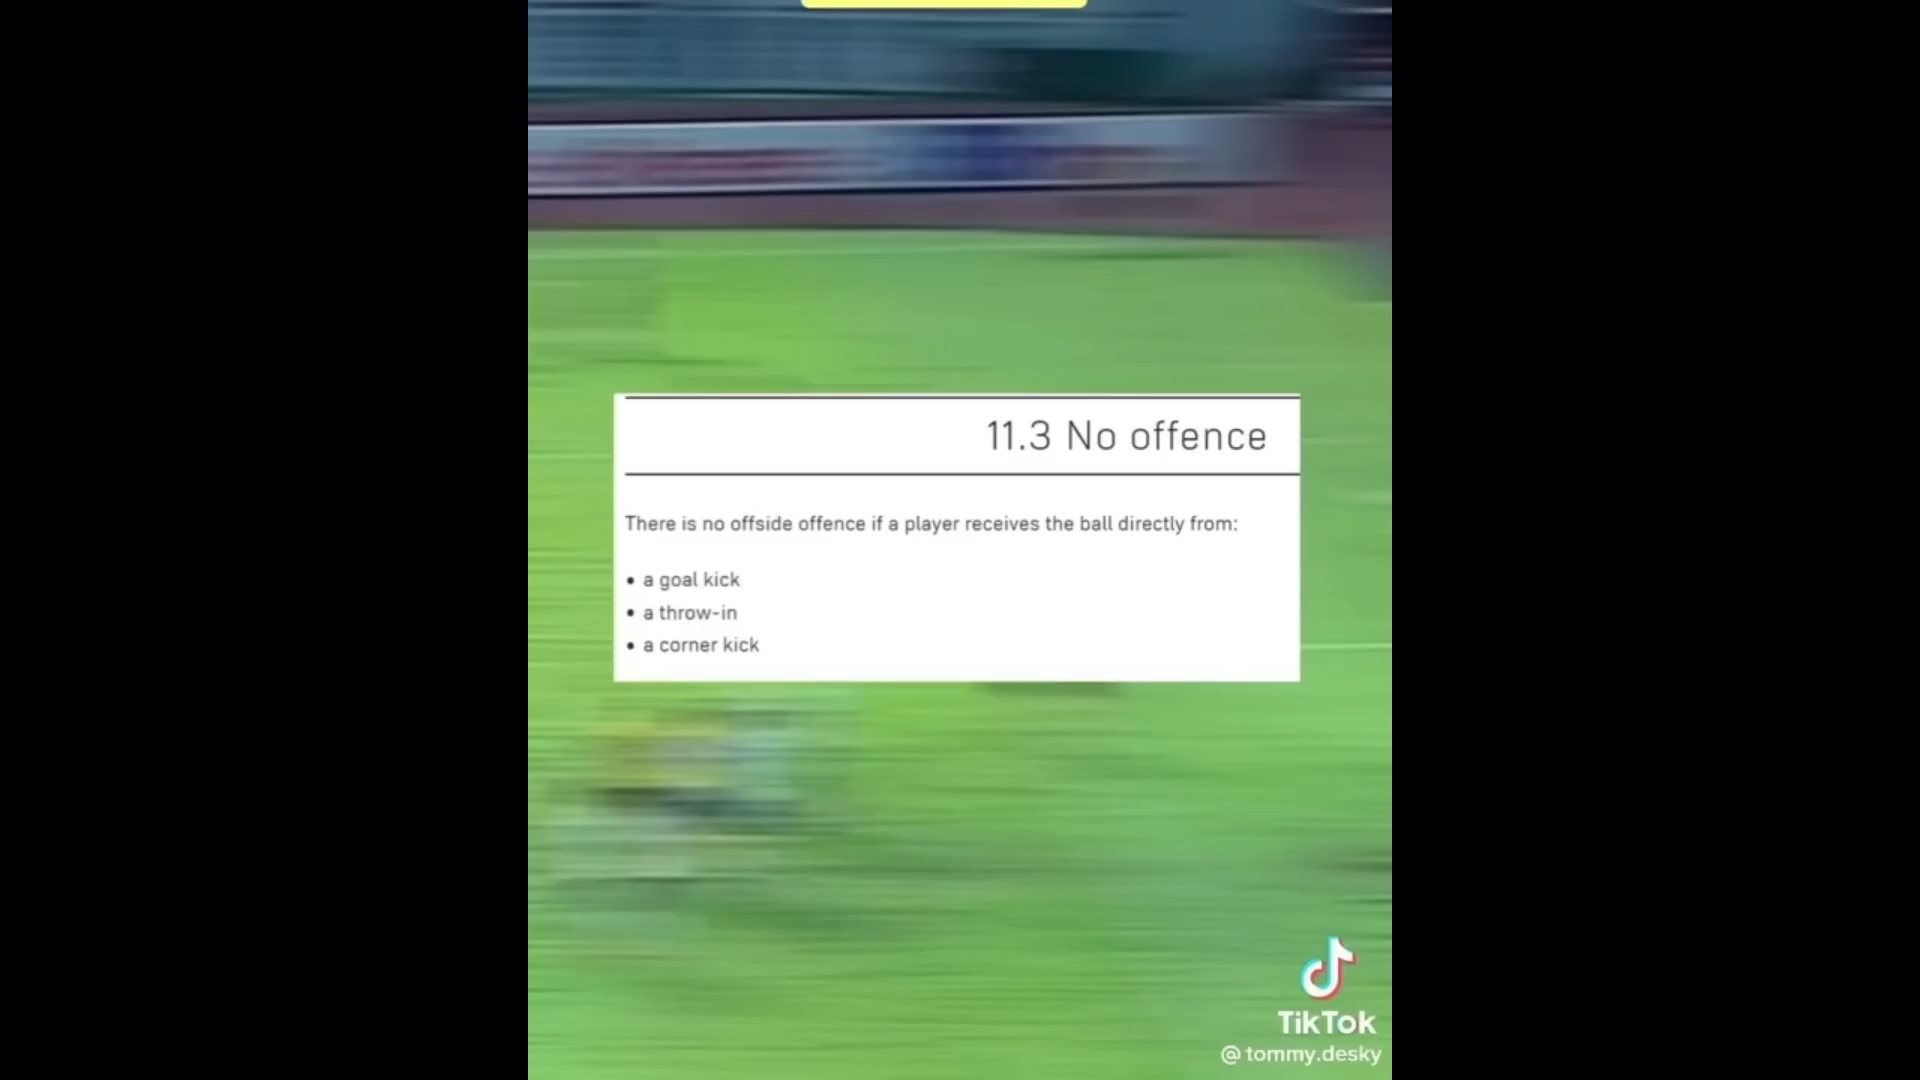 11.3 No offence
There is no offside offence if a player receives the ball directly from:
• a goal kick
• a throw-in
• a corner kick
TikTok
@tommy.desky